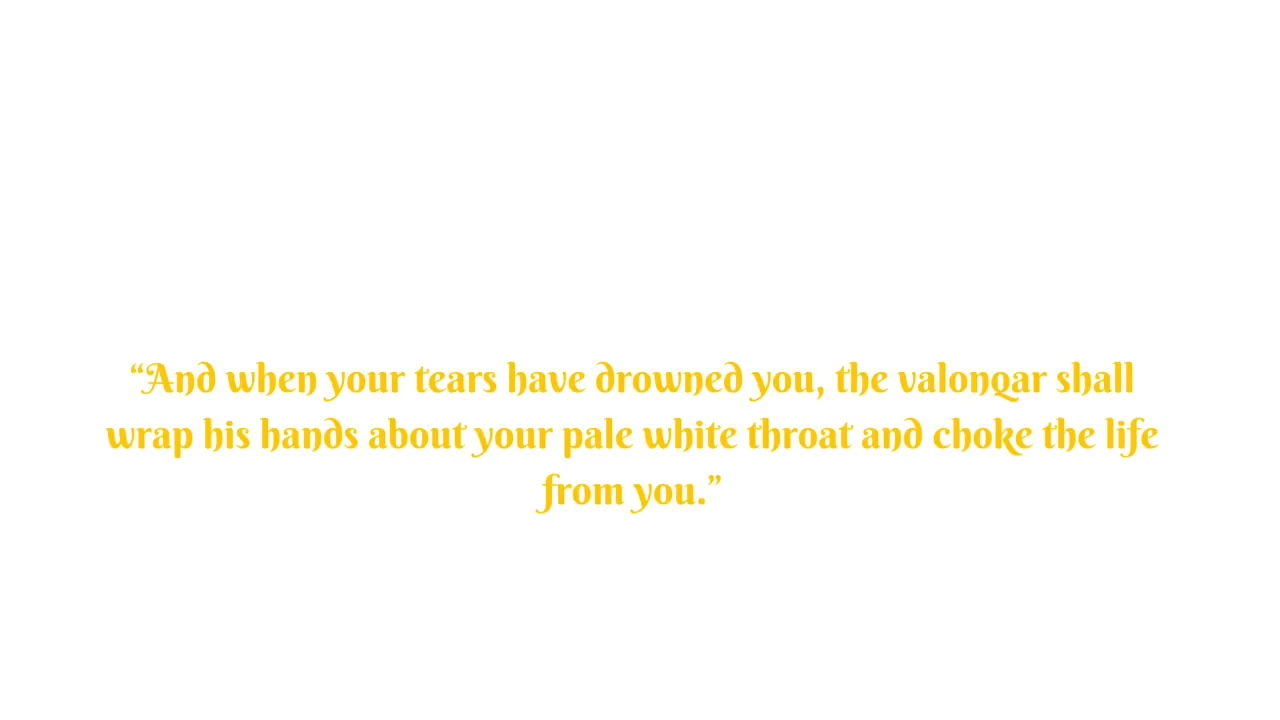 “And when your tears have drowned you, the valonqar shall
wrap his hands about your pale white throat and choke the life
from you.”